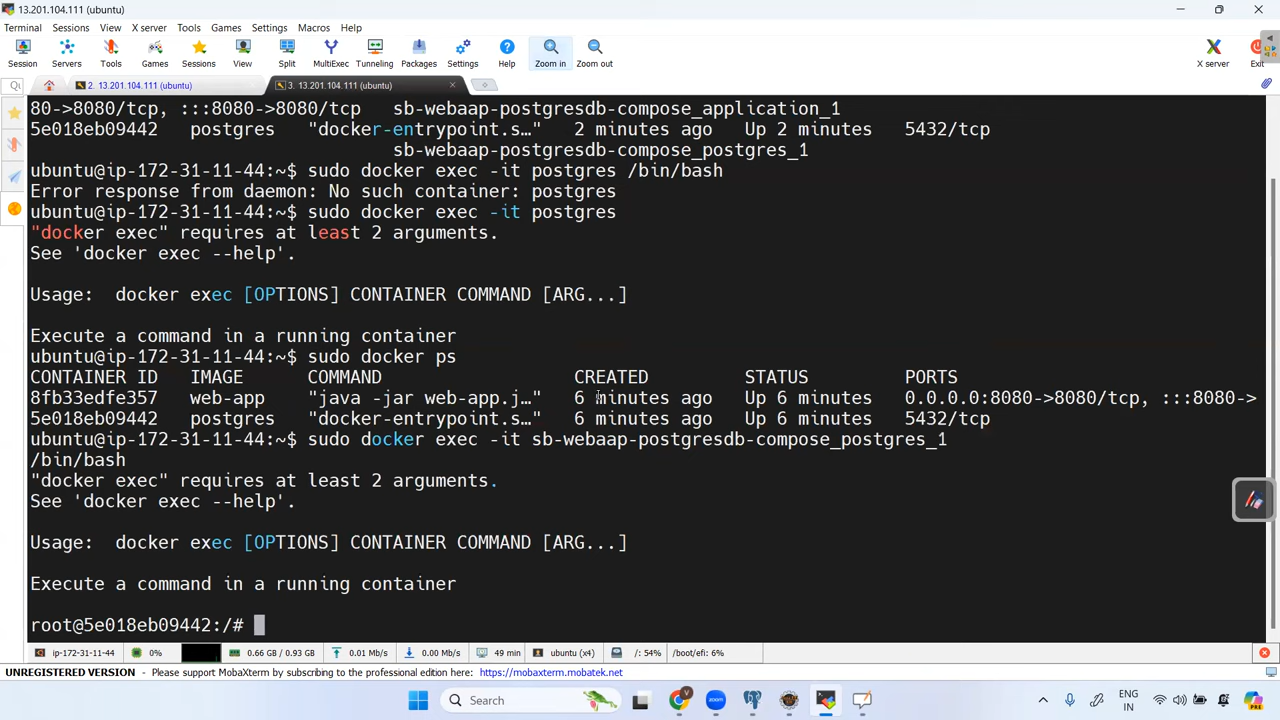 13.201.104.111 (ubuntu)
Terminal Sessions View X server Tools Games Settings Macros Help
Session Servers Tools Games Sessions View Split MultiExec Tunneling Packages Settings Help Zoom in Zoom out X server Exit
2. 13.201.104.111 (ubuntu) 3. 13.201.104.111 (ubuntu)
80->8080/tcp, :::8080->8080/tcp sb-webaap-postgresdb-compose_application_1
5e018eb09442 postgres "docker-entrypoint.s…" 2 minutes ago Up 2 minutes 5432/tcp
sb-webaap-postgresdb-compose_postgres_1
ubuntu@ip-172-31-11-44:~$ sudo docker exec -it postgres /bin/bash
Error response from daemon: No such container: postgres
ubuntu@ip-172-31-11-44:~$ sudo docker exec -it postgres
"docker exec" requires at least 2 arguments.
See 'docker exec --help'.
Usage: docker exec [OPTIONS] CONTAINER COMMAND [ARG...]
Execute a command in a running container
ubuntu@ip-172-31-11-44:~$ sudo docker ps
CONTAINER ID IMAGE COMMAND CREATED STATUS PORTS
8fb33edfe357 web-app "java -jar web-app.j…" 6 minutes ago Up 6 minutes 0.0.0.0:8080->8080/tcp, :::8080->
5e018eb09442 postgres "docker-entrypoint.s…" 6 minutes ago Up 6 minutes 5432/tcp
ubuntu@ip-172-31-11-44:~$ sudo docker exec -it sb-webaap-postgresdb-compose_postgres_1
/bin/bash
"docker exec" requires at least 2 arguments.
See 'docker exec --help'.
Usage: docker exec [OPTIONS] CONTAINER COMMAND [ARG...]
Execute a command in a running container
root@5e018eb09442:/#
ip-172-31-11-44 0% 0.66 GB / 0.93 GB 0.01 Mb/s 0.00 Mb/s 49 min ubuntu (x4) /: 54% /boot/efi: 6%
UNREGISTERED VERSION - Please support MobaXterm by subscribing to the professional edition here: https://mobaxterm.mobatek.net
Search ENG
IN